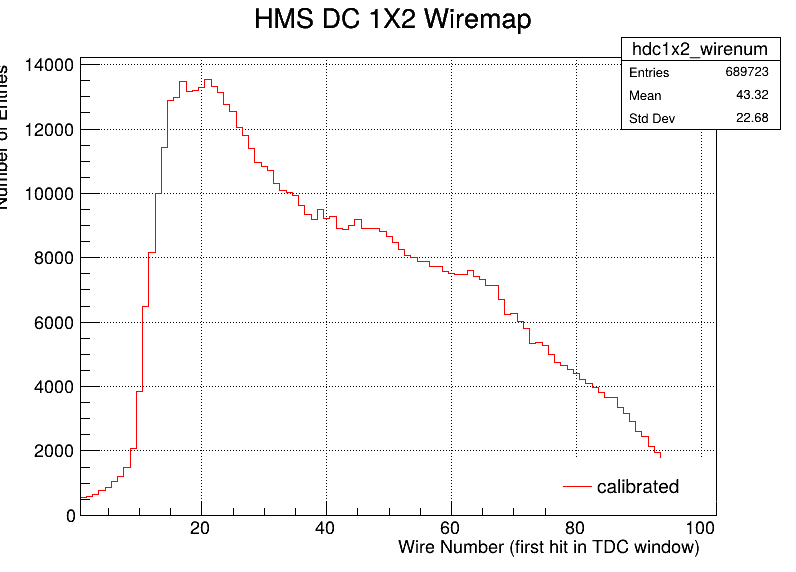 HMS DC 1X2 Wiremap
hdc1x2_wirenum
Entries 689723
Mean 43.32
Std Dev 22.68
Number of Entries
14000
12000
10000
8000
6000
4000
2000
0
calibrated
20 40 60 80 100
Wire Number (first hit in TDC window)